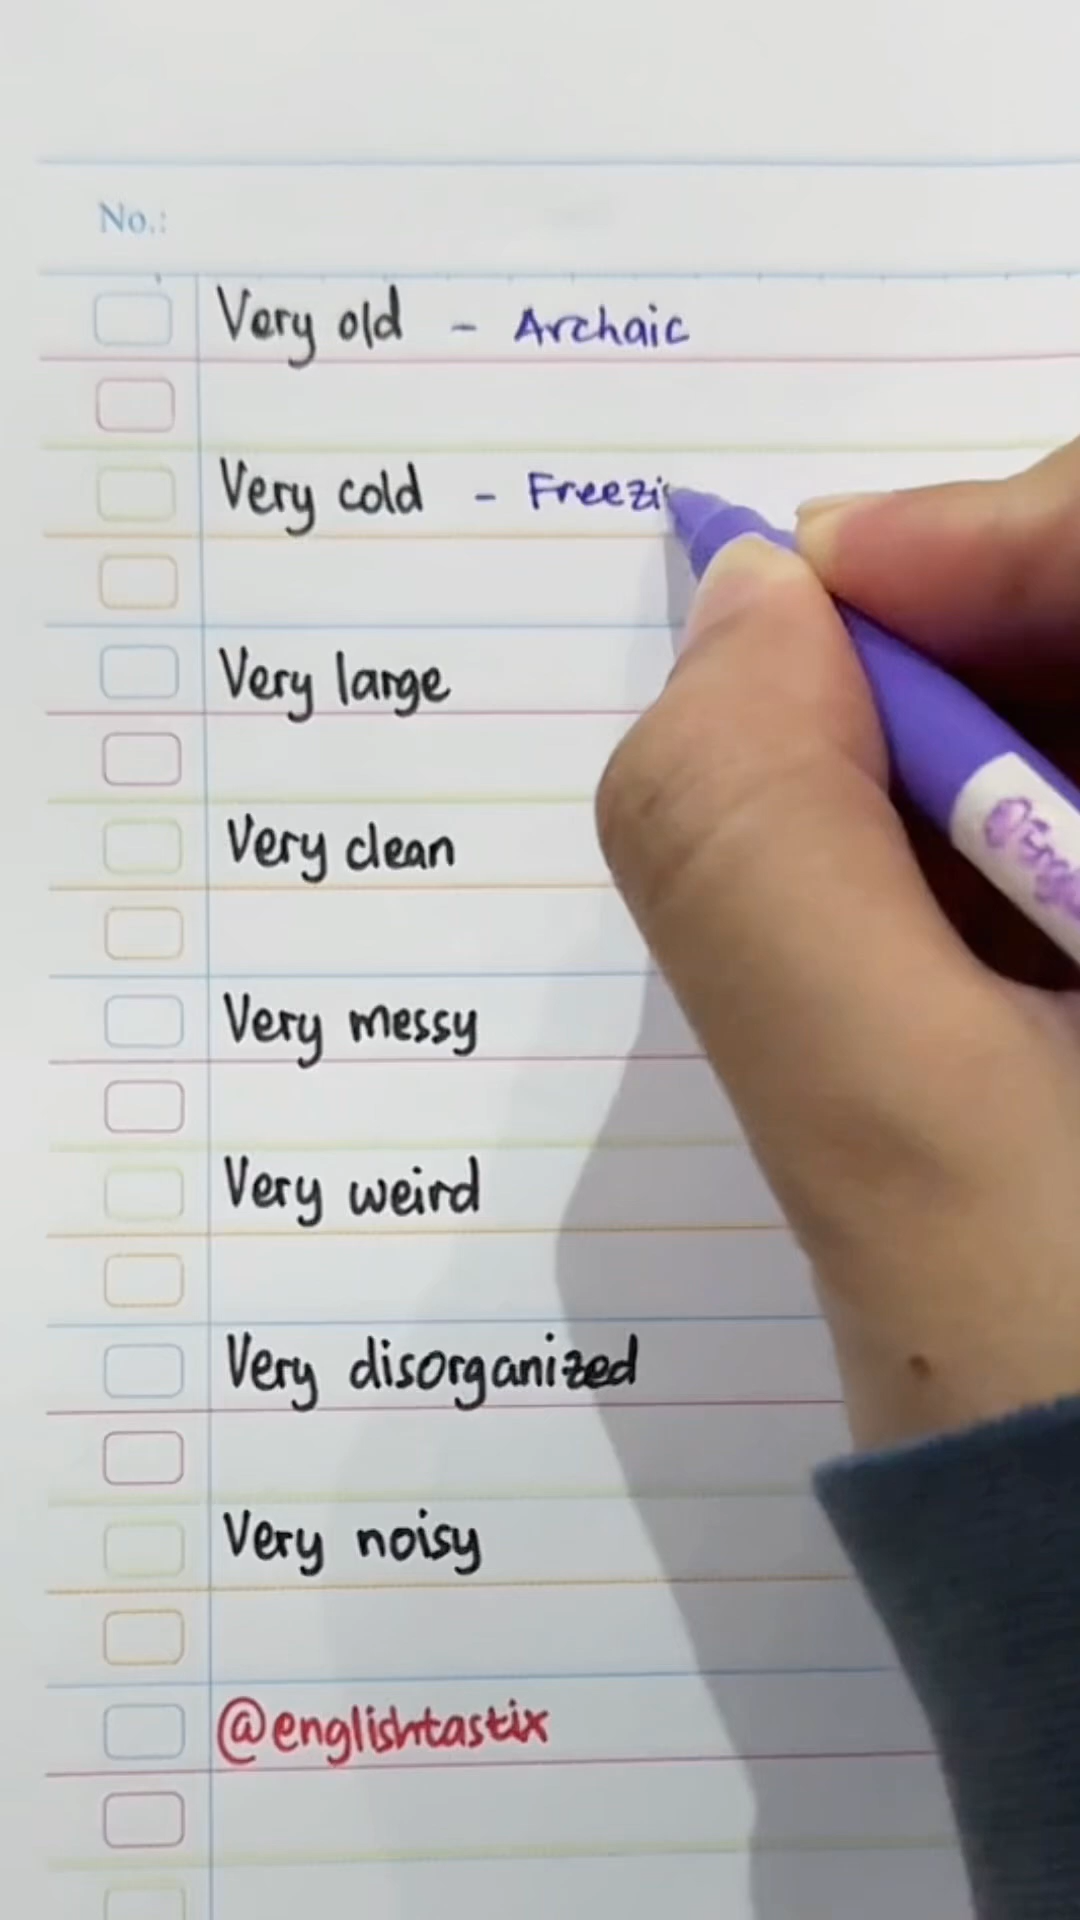 No.:
Very old - Archaic
Very cold - Freezi
Very large
Very clean
Very messy
Very weird
Very disorganized
Very noisy
@englishtastix